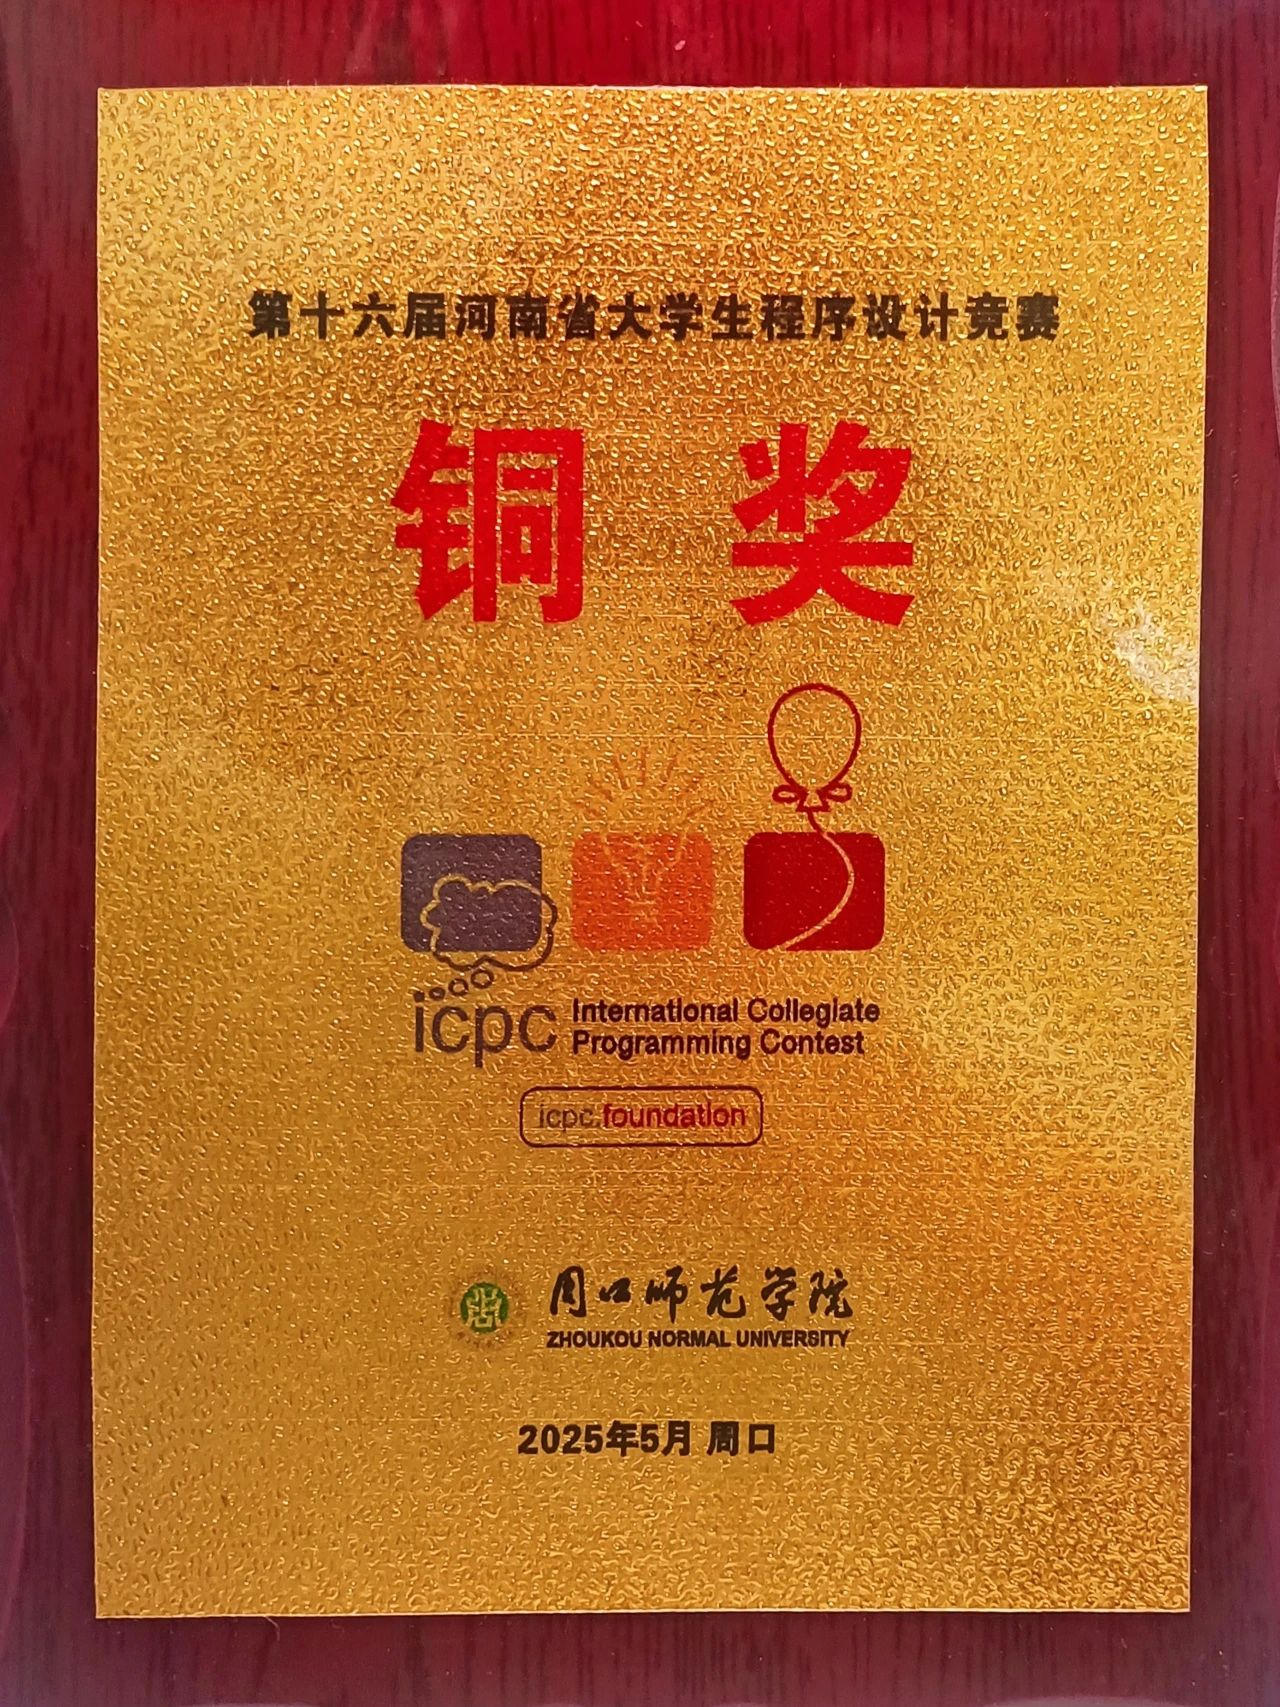 第十六届河南省大学生程序设计竞赛
铜奖
icpc International Collegiate
Programming Contest
icpc.foundation
周口师范学院
ZHOUKOU NORMAL UNIVERSITY
2025年5月 周口